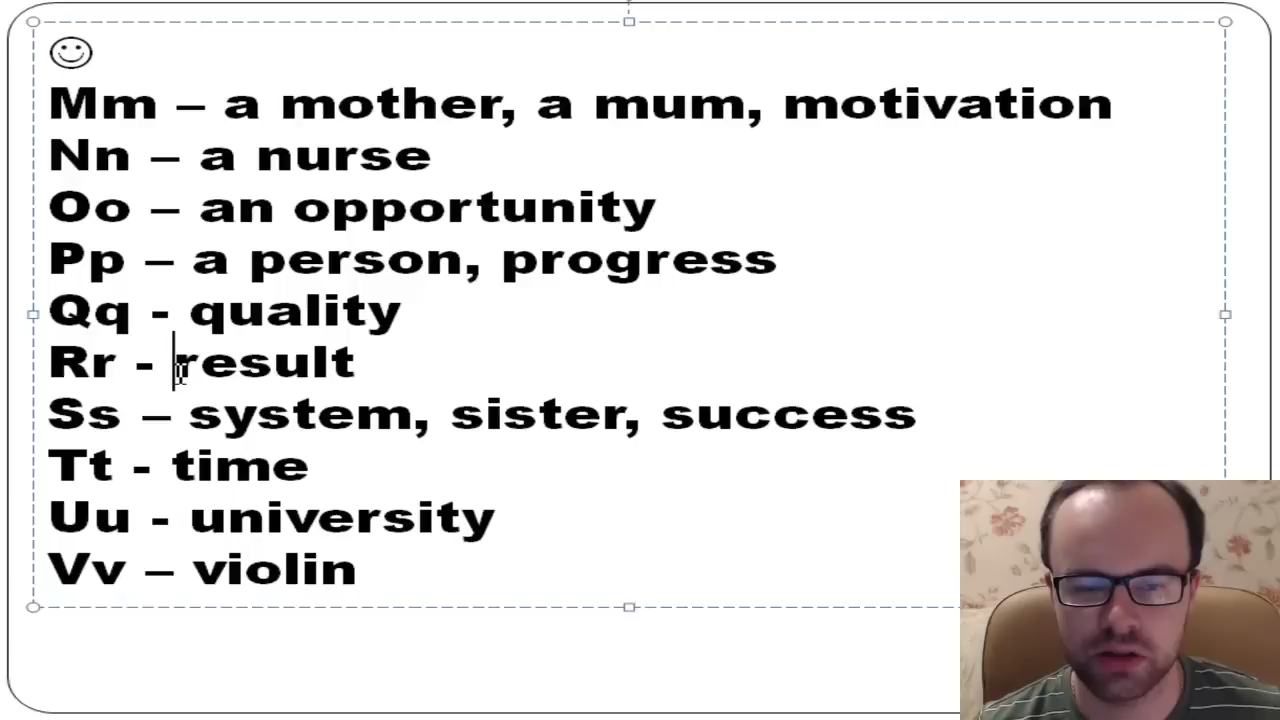 Mm – a mother, a mum, motivation
Nn – a nurse
Oo – an opportunity
Pp – a person, progress
Qq - quality
Rr - result
Ss – system, sister, success
Tt - time
Uu - university
Vv – violin